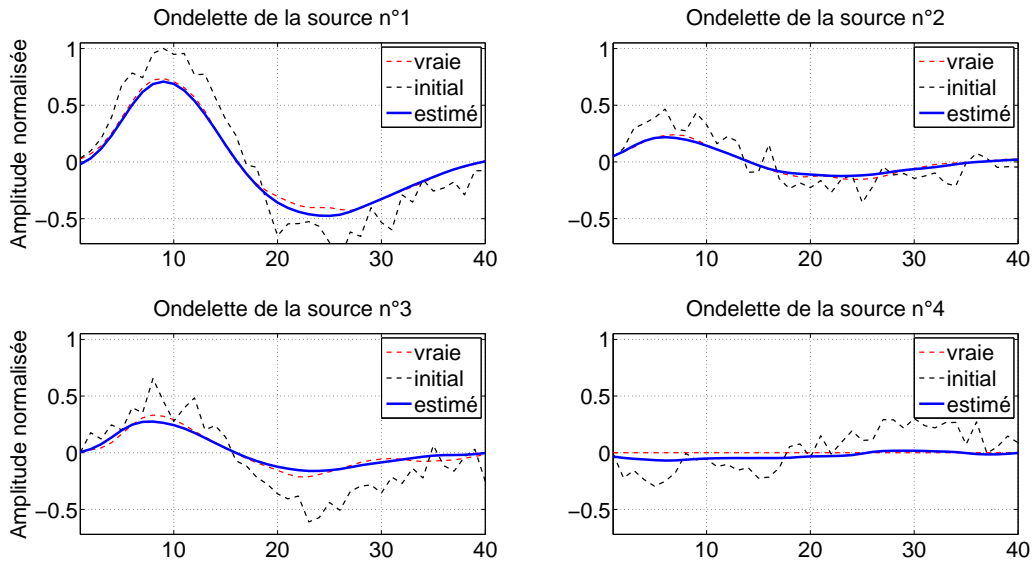 Ondelette de la source n°1
Amplitude normalisée
1
0.5
0
−0.5
10
20
30
40
vraie
initial
estimé
Ondelette de la source n°2
1
0.5
0
−0.5
10
20
30
40
vraie
initial
estimé
Ondelette de la source n°3
Amplitude normalisée
1
0.5
0
−0.5
10
20
30
40
vraie
initial
estimé
Ondelette de la source n°4
1
0.5
0
−0.5
10
20
30
40
vraie
initial
estimé